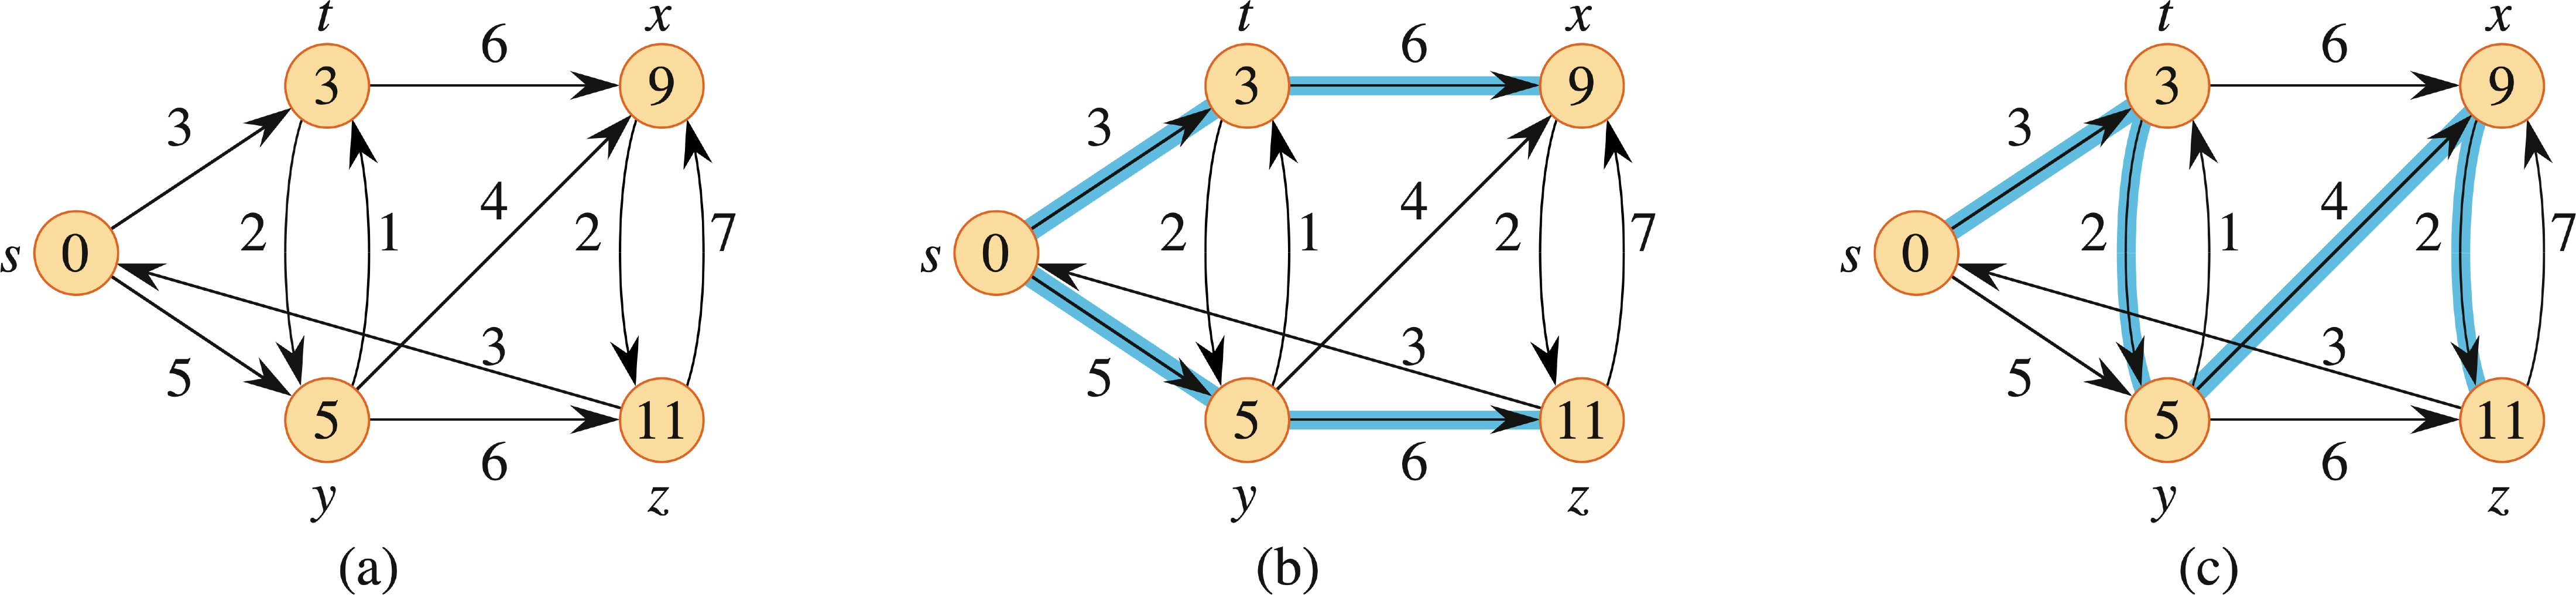 t x t x t x
6 6 6
3 9 3 9 3 9
3 3 3
4 4 4
2 1 2 7 2 1 2 7 2 1 2 7
s 0 s 0 s 0
3 3 3
5 5 5
5 11 5 11 5 11
6 6 6
y z y z y z
(a) (b) (c)